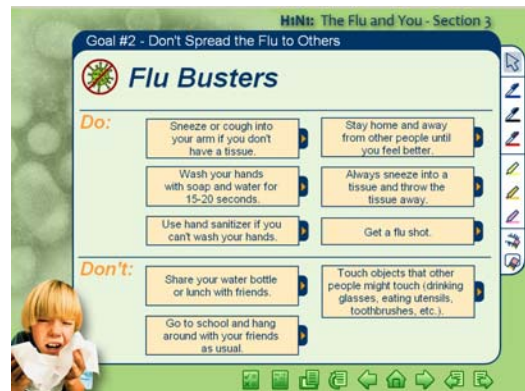 H1N1: The Flu and You - Section 3
Goal #2 - Don't Spread the Flu to Others
Flu Busters
Do:
Sneeze or cough into
your arm if you don't
have a tissue.
Stay home and away
from other people until
you feel better.
Wash your hands
with soap and water for
15-20 seconds.
Always sneeze into a
tissue and throw the
tissue away.
Use hand sanitizer if you
can't wash your hands.
Get a flu shot.
Don't:
Share your water bottle
or lunch with friends.
Touch objects that other
people might touch (drinking
glasses, eating utensils,
toothbrushes, etc.).
Go to school and hang
around with your friends
as usual.